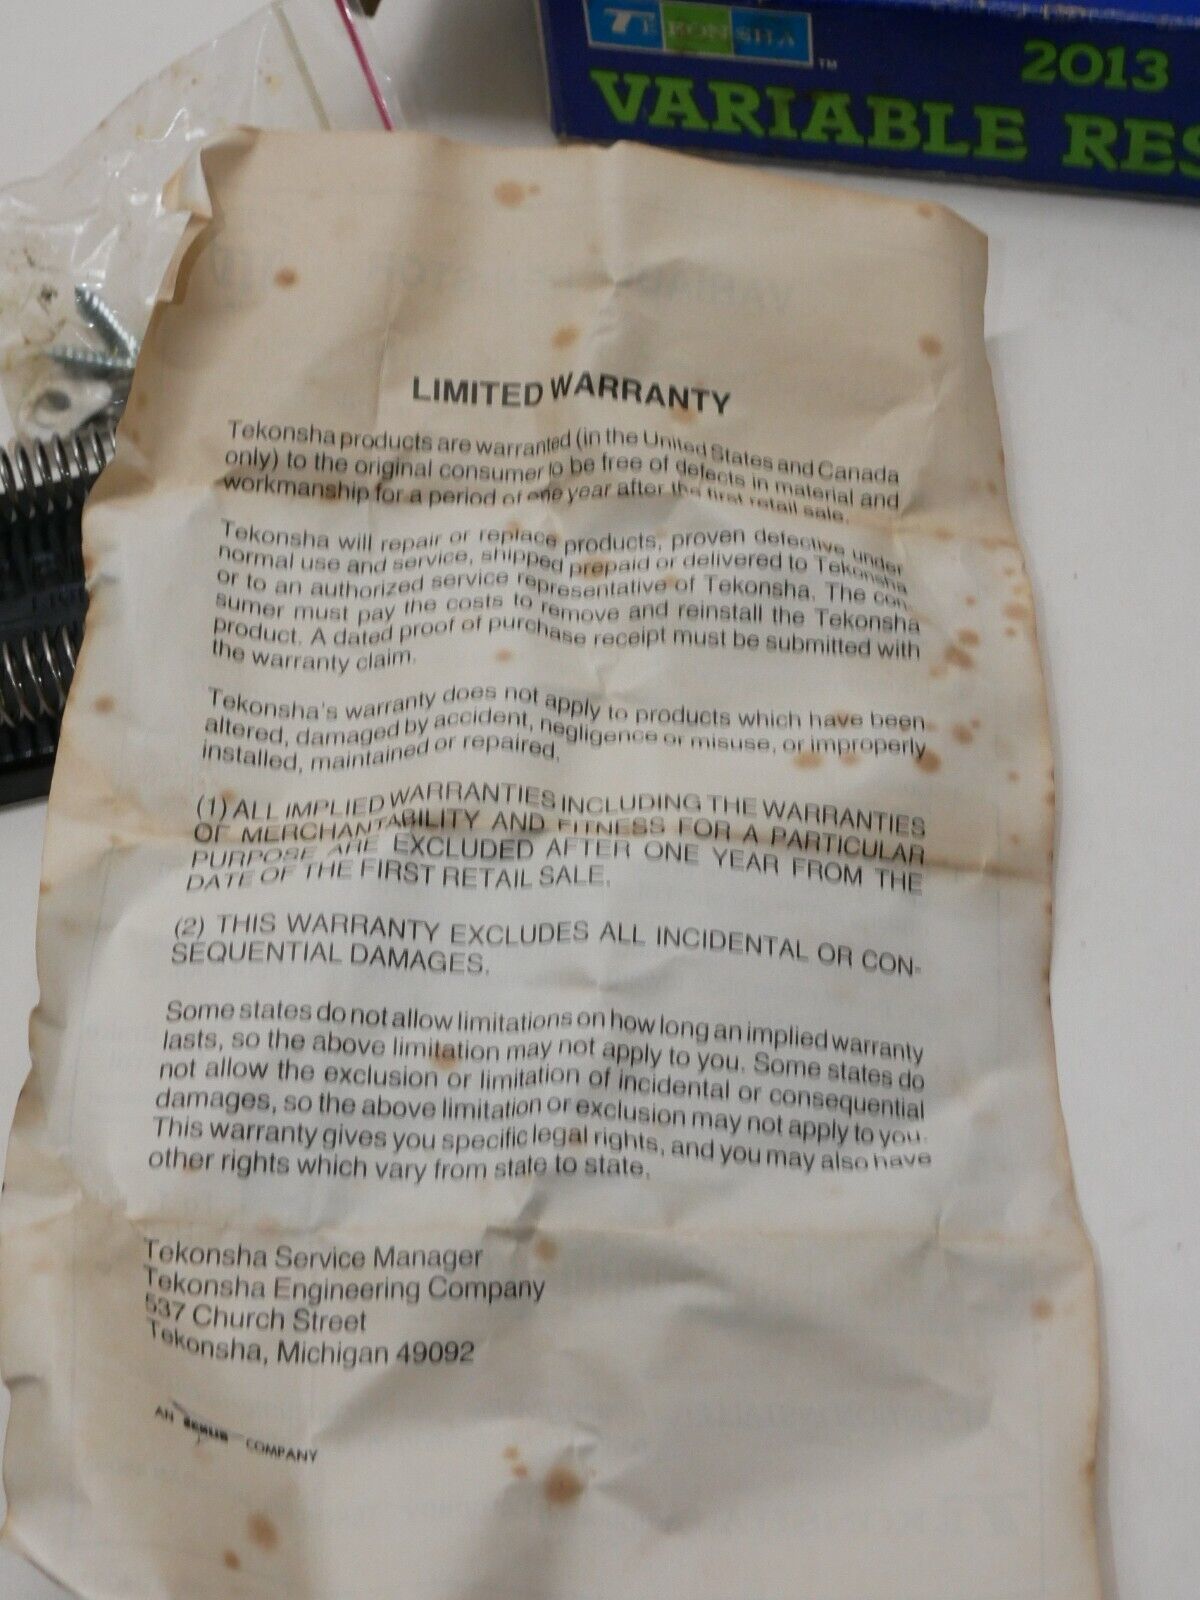 TEKONSHA™
2013
VARIABLE RES
LIMITED WARRANTY
Tekonsha products are warranted (in the United States and Canada
only) to the original consumer to be free of defects in material and
workmanship for a period of one year after the first retail sale.
Tekonsha will repair or replace products, proven defective under
normal use and service, shipped prepaid or delivered to Tekonsha
or to an authorized service representative of Tekonsha. The con-
sumer must pay the costs to remove and reinstall the Tekonsha
product. A dated proof of purchase receipt must be submitted with
the warranty claim.
Tekonsha's warranty does not apply to products which have been
altered, damaged by accident, negligence or misuse, or improperly
installed, maintained or repaired.
(1) ALL IMPLIED WARRANTIES INCLUDING THE WARRANTIES
OF MERCHANTABILITY AND FITNESS FOR A PARTICULAR
PURPOSE ARE EXCLUDED AFTER ONE YEAR FROM THE
DATE OF THE FIRST RETAIL SALE.
(2) THIS WARRANTY EXCLUDES ALL INCIDENTAL OR CON-
SEQUENTIAL DAMAGES.
Some states do not allow limitations on how long an implied warranty
lasts, so the above limitation may not apply to you. Some states do
not allow the exclusion or limitation of incidental or consequential
damages, so the above limitation or exclusion may not apply to you.
This warranty gives you specific legal rights, and you may also have
other rights which vary from state to state.
Tekonsha Service Manager
Tekonsha Engineering Company
537 Church Street
Tekonsha, Michigan 49092
AN COMPANY